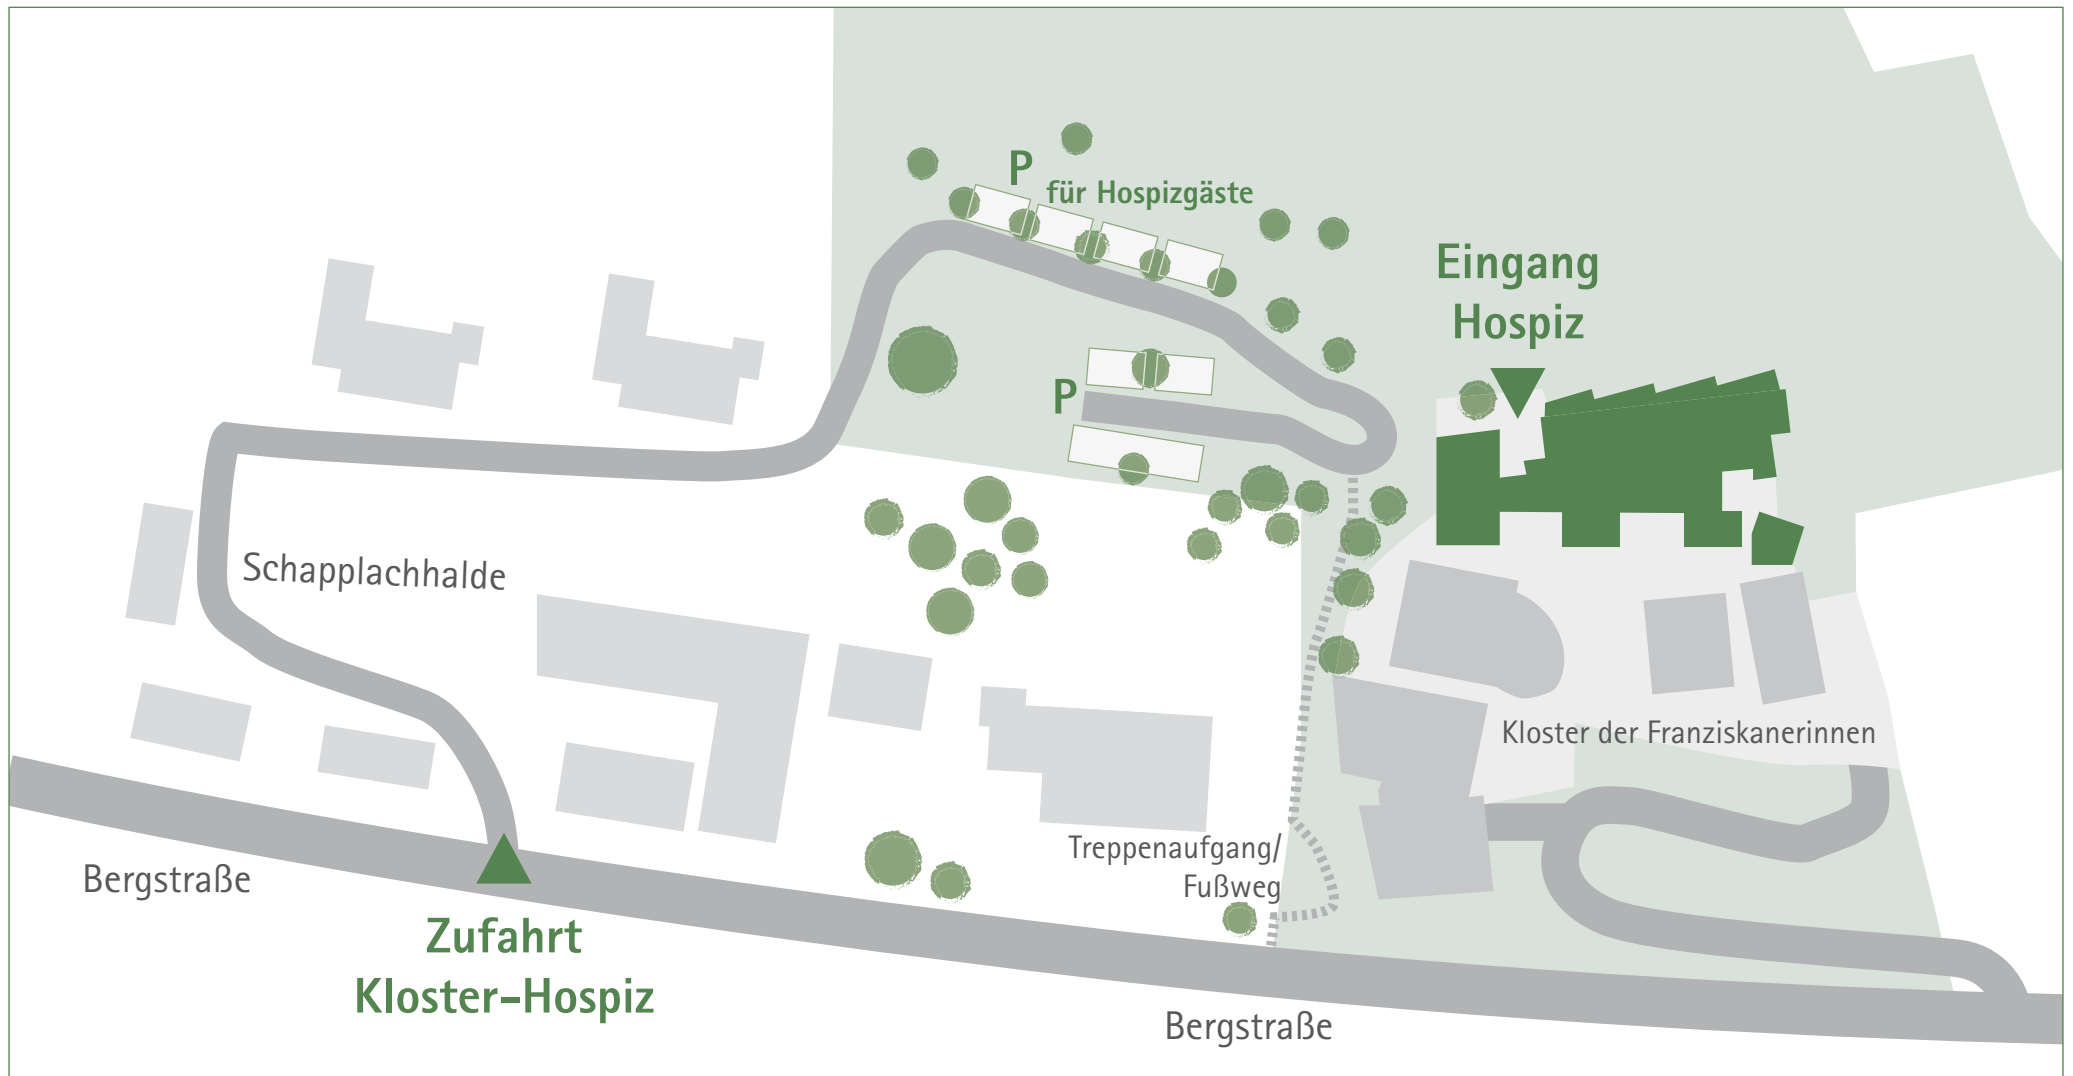 P
für Hospizgäste
Eingang
Hospiz
P
Schapplachhalde
Kloster der Franziskanerinnen
Treppenaufgang/
Fußweg
Bergstraße
Zufahrt
Kloster-Hospiz
Bergstraße